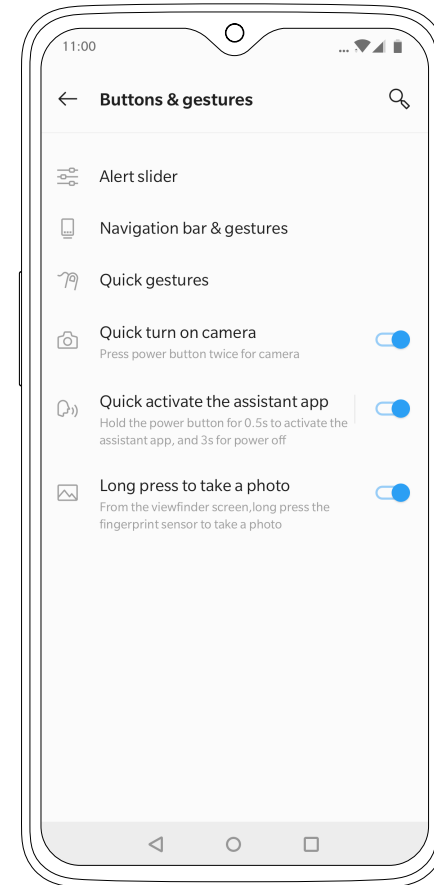 11:00
Buttons & gestures
Alert slider
Navigation bar & gestures
Quick gestures
Quick turn on camera
Press power button twice for camera
Quick activate the assistant app
Hold the power button for 0.5s to activate the
assistant app, and 3s for power off
Long press to take a photo
From the viewfinder screen,long press the
fingerprint sensor to take a photo